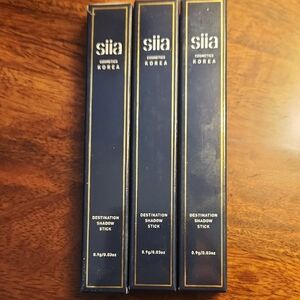 siia
COSMETICS
KOREA
DESTINATION
SHADOW
STICK
0.9g/0.03oz
siia
COSMETICS
KOREA
DESTINATION
SHADOW
STICK
0.9g/0.03oz
siia
COSMETICS
KOREA
DESTINATION
SHADOW
STICK
0.9g/0.03oz